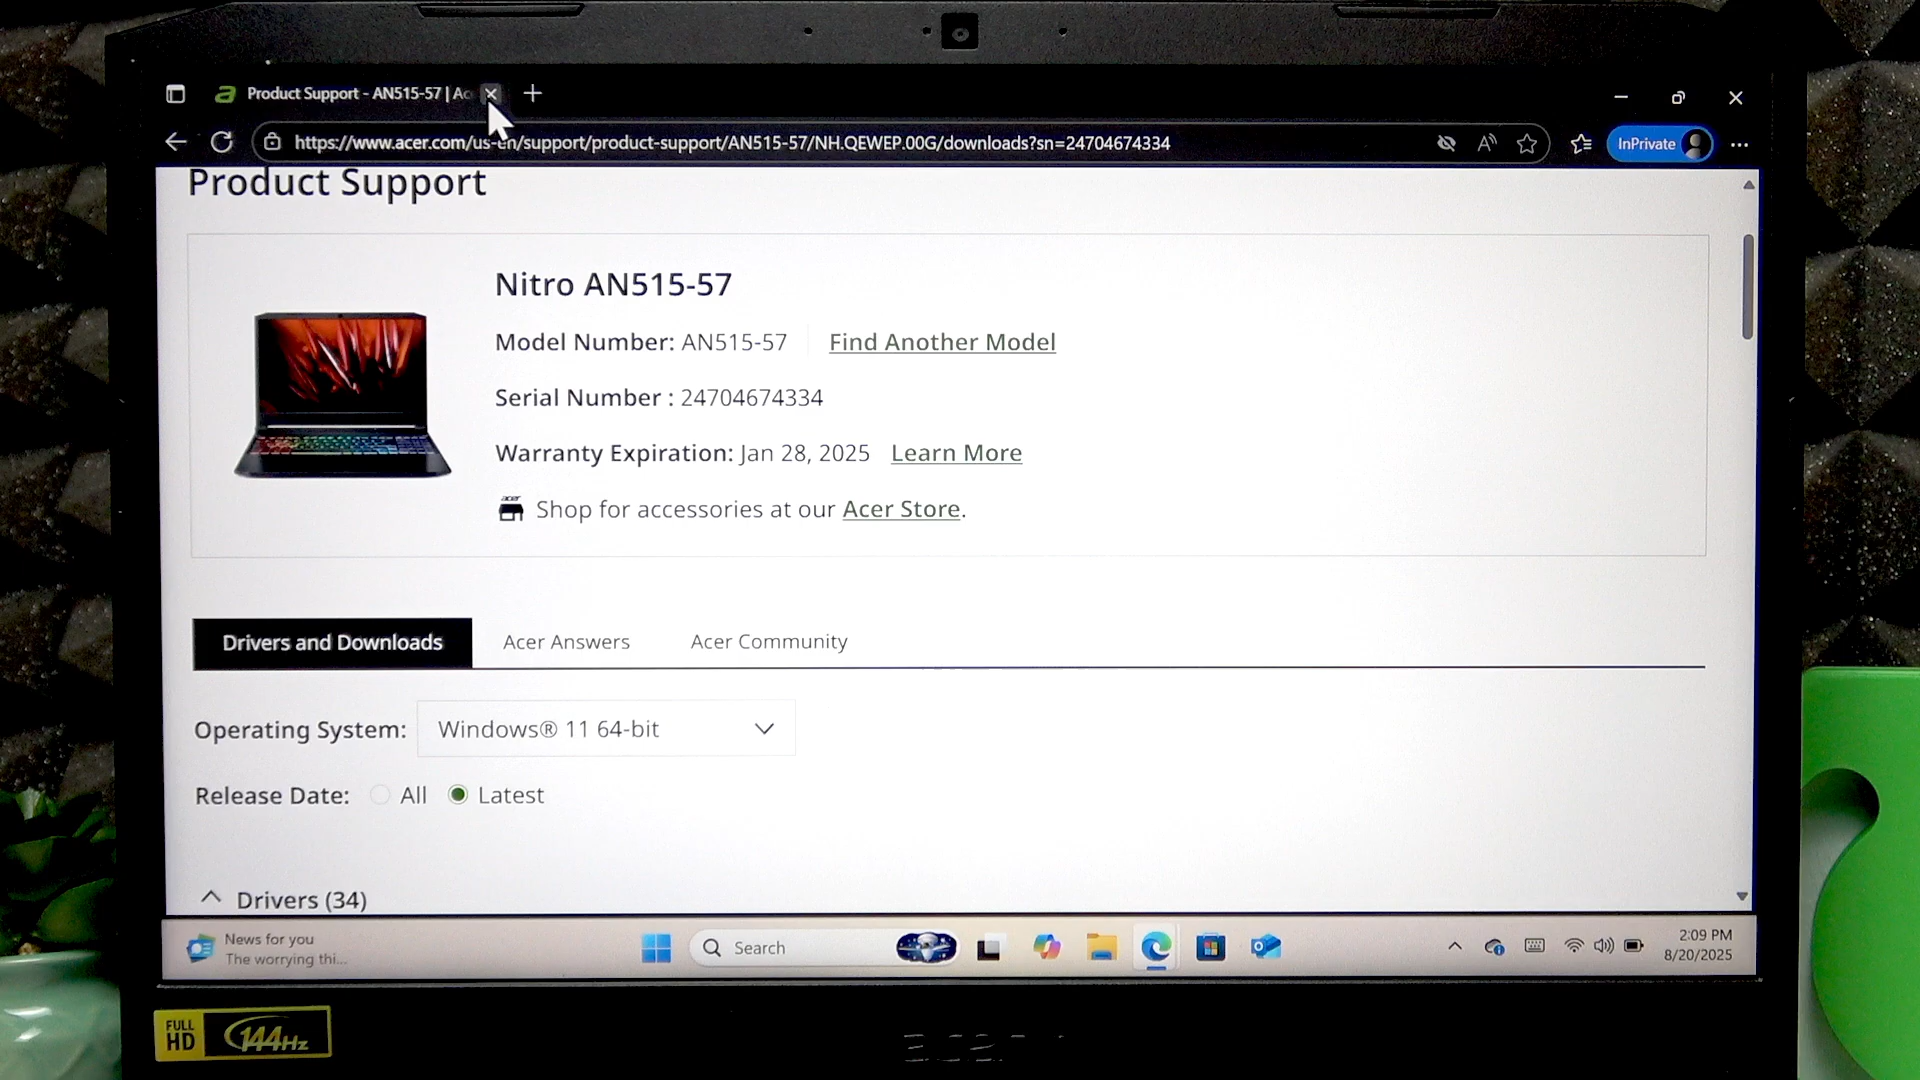 Product Support - AN515-57 | Ac
https://www.acer.com/us-en/support/product-support/AN515-57/NH.QEWEP.00G/downloads?sn=24704674334
InPrivate
Product Support
Nitro AN515-57
Model Number: AN515-57 Find Another Model
Serial Number : 24704674334
Warranty Expiration: Jan 28, 2025 Learn More
acer Shop for accessories at our Acer Store.
Drivers and Downloads Acer Answers Acer Community
Operating System: Windows® 11 64-bit
Release Date: All Latest
Drivers (34)
News for you
The worrying thi...
Search
2:09 PM
8/20/2025
FULL HD 144Hz
acer